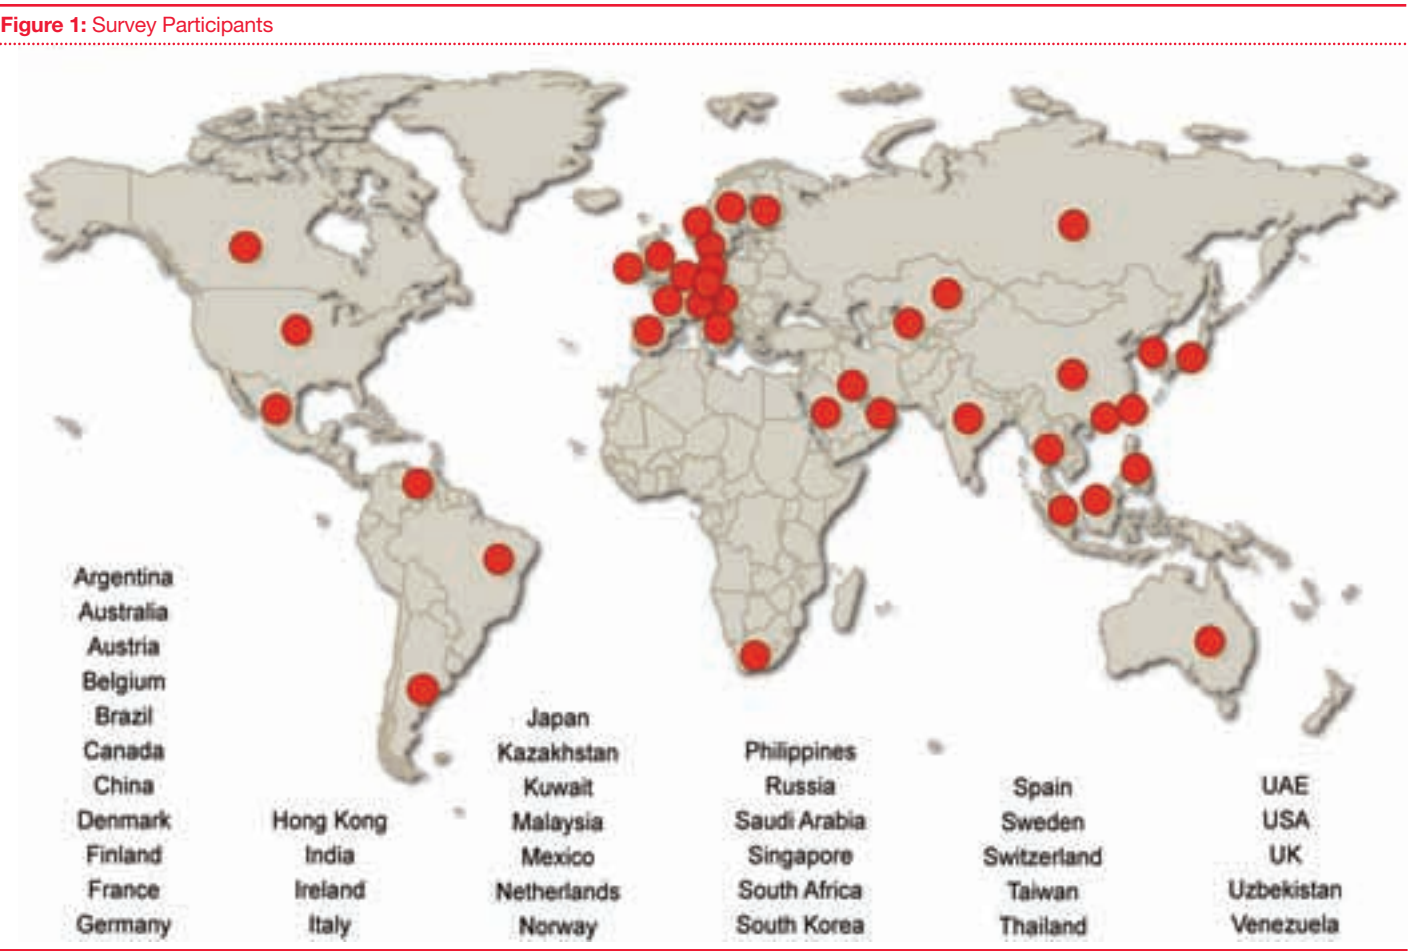 Figure 1: Survey Participants
Argentina
Australia
Austria
Belgium
Brazil
Canada
China
Denmark
Finland
France
Germany
Hong Kong
India
Ireland
Italy
Japan
Kazakhstan
Kuwait
Malaysia
Mexico
Netherlands
Norway
Philippines
Russia
Saudi Arabia
Singapore
South Africa
South Korea
Spain
Sweden
Switzerland
Taiwan
Thailand
UAE
USA
UK
Uzbekistan
Venezuela